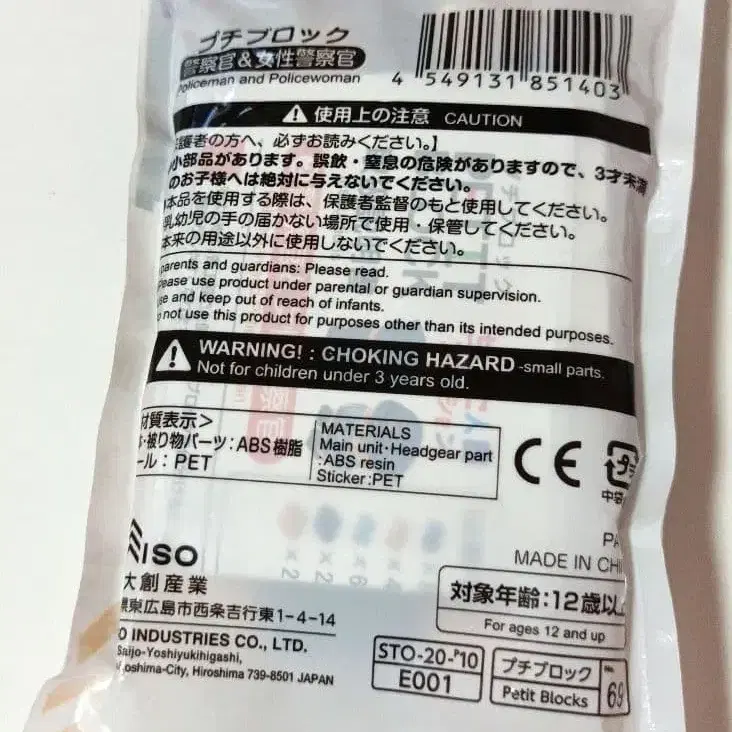 プチブロック
警察官&女性警察官
Policeman and Policewoman
4 549131 851403
使用上の注意 CAUTION
護者の方へ、必ずお読みください。】
小部品があります。誤飲・窒息の危険がありますので、3才未満
のお子様へは絶対に与えないでください。
本品を使用する際は、保護者監督のもと使用してください。
乳幼児の手の届かない場所で使用・保管してください。
本来の用途以外に使用しないでください。
parents and guardians: Please read.
Please use product under parental or guardian supervision.
se and keep out of reach of infants.
o not use this product for purposes other than its intended purposes.
WARNING! : CHOKING HAZARD -small parts.
Not for children under 3 years old.
材質表示>
・被り物パーツ:ABS樹脂
ール:PET
MATERIALS
Main unit・Headgear part
:ABS resin
Sticker:PET
CE
プラ
中袋
PA
MADE IN CHI
ISO
大創産業
県東広島市西条吉行東1-4-14
O INDUSTRIES CO., LTD.
Saijo-Yoshiyukihigashi,
oshima-City, Hiroshima 739-8501 JAPAN
対象年齢:12歳以上
For ages 12 and up
STO-20-P10
E001
プチブロック
Petit Blocks
No.
69